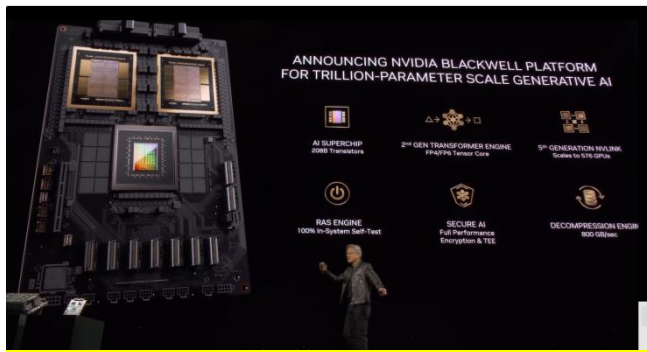 ANNOUNCING NVIDIA BLACKWELL PLATFORM
FOR TRILLION-PARAMETER SCALE GENERATIVE AI
AI SUPERCHIP
208B Transistors
2nd GEN TRANSFORMER ENGINE
FP4/FP6 Tensor Core
5th GENERATION NVLINK
Scales to 576 GPUs
RAS ENGINE
100% In-System Self-Test
SECURE AI
Full Performance
Encryption & TEE
DECOMPRESSION ENGIN
800 GB/sec